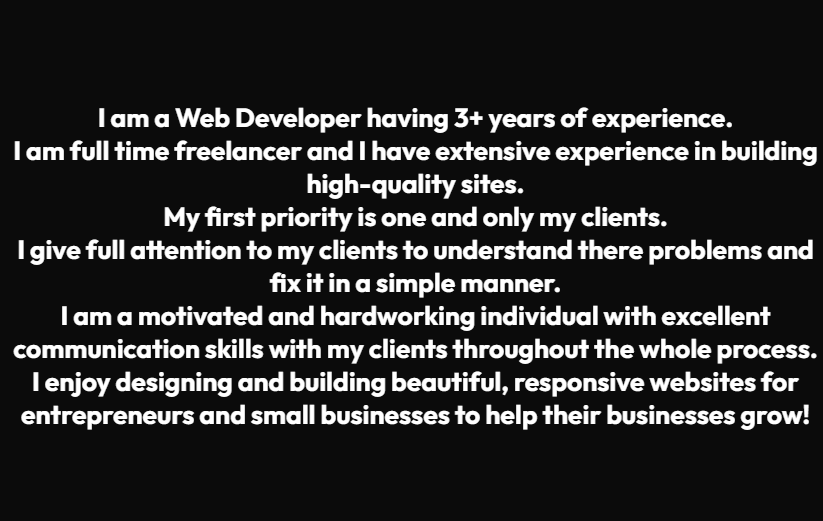 I am a Web Developer having 3+ years of experience.
I am full time freelancer and I have extensive experience in building
high-quality sites.
My first priority is one and only my clients.
I give full attention to my clients to understand there problems and
fix it in a simple manner.
I am a motivated and hardworking individual with excellent
communication skills with my clients throughout the whole process.
I enjoy designing and building beautiful, responsive websites for
entrepreneurs and small businesses to help their businesses grow!